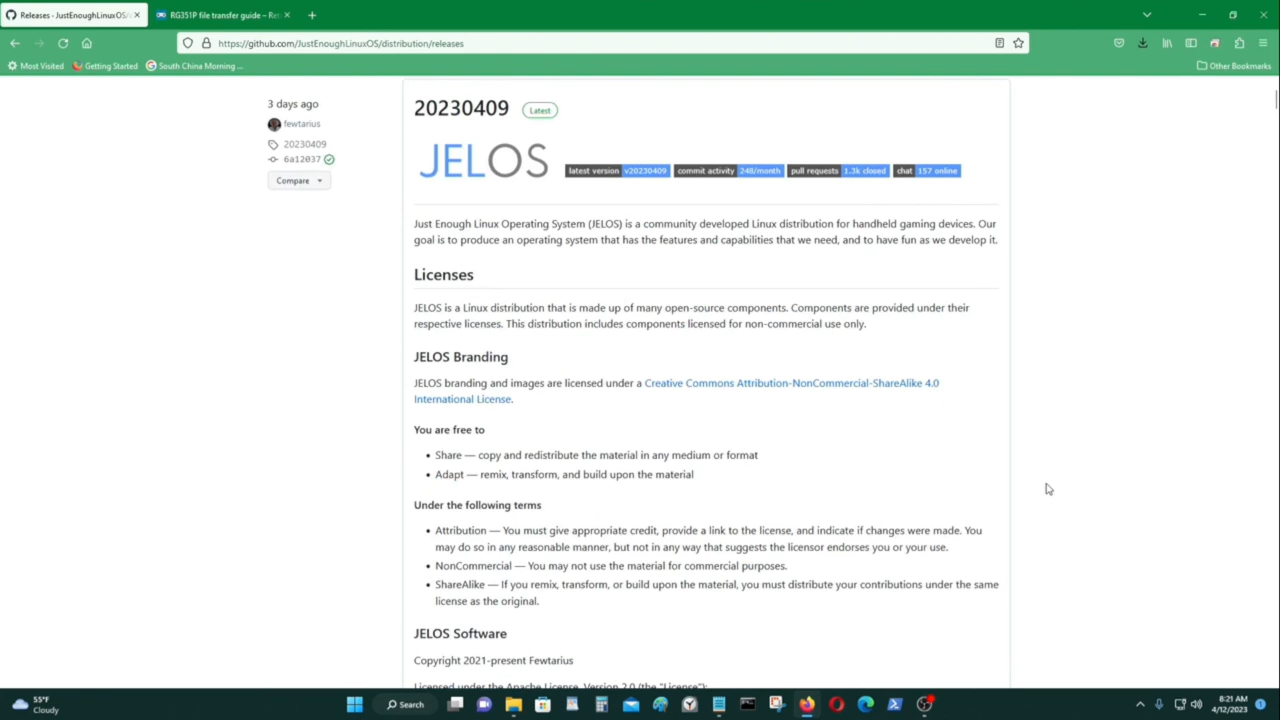 Releases - JustEnoughLinuxOS/
RG351P file transfer guide – Ret
https://github.com/JustEnoughLinuxOS/distribution/releases
Most Visited
Getting Started
South China Morning ...
Other Bookmarks
3 days ago
fewtarius
20230409
6a12037
Compare
20230409 Latest
JELOS
latest version v20230409 commit activity 248/month pull requests 1.3k closed chat 157 online
Just Enough Linux Operating System (JELOS) is a community developed Linux distribution for handheld gaming devices. Our
goal is to produce an operating system that has the features and capabilities that we need, and to have fun as we develop it.
Licenses
JELOS is a Linux distribution that is made up of many open-source components. Components are provided under their
respective licenses. This distribution includes components licensed for non-commercial use only.
JELOS Branding
JELOS branding and images are licensed under a Creative Commons Attribution-NonCommercial-ShareAlike 4.0
International License.
You are free to
• Share — copy and redistribute the material in any medium or format
• Adapt — remix, transform, and build upon the material
Under the following terms
• Attribution — You must give appropriate credit, provide a link to the license, and indicate if changes were made. You
may do so in any reasonable manner, but not in any way that suggests the licensor endorses you or your use.
• NonCommercial — You may not use the material for commercial purposes.
• ShareAlike — If you remix, transform, or build upon the material, you must distribute your contributions under the same
license as the original.
JELOS Software
Copyright 2021-present Fewtarius
Licensed under the Apache License, Version 2.0 (the "License");
55°F
Cloudy
Search
8:21 AM
4/12/2023